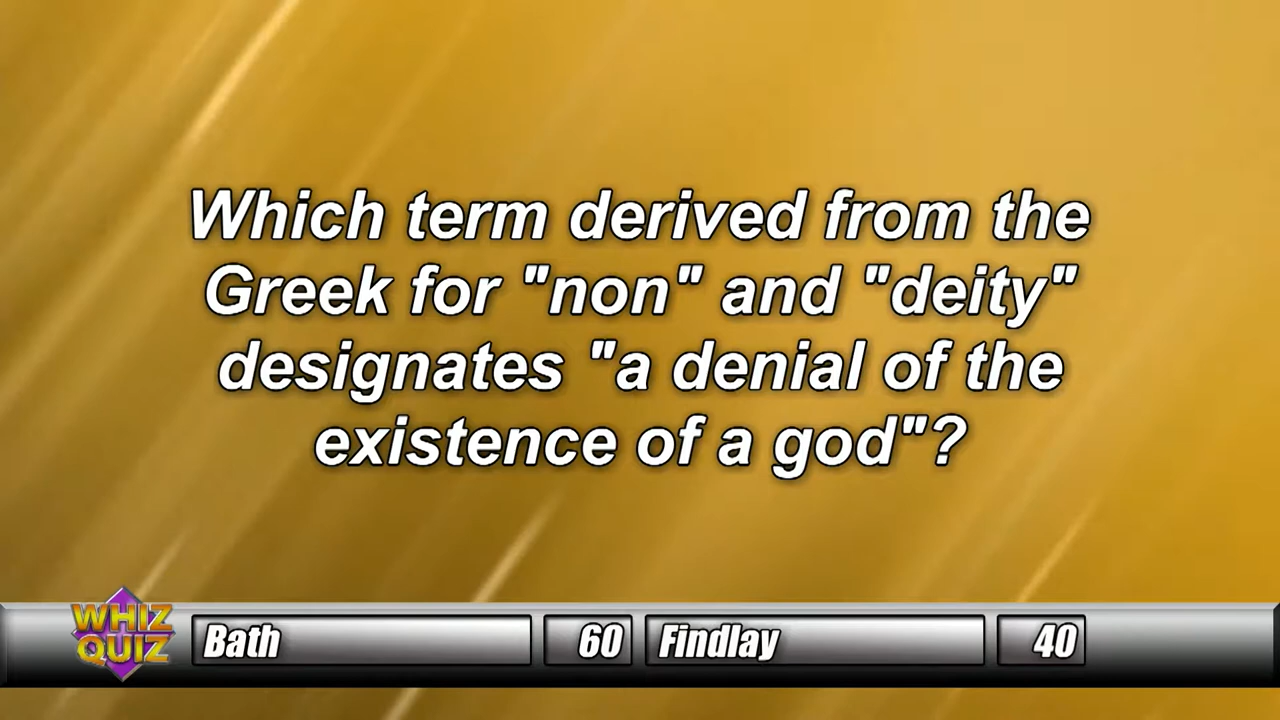 Which term derived from the
Greek for "non" and "deity"
designates "a denial of the
existence of a god"?
WHIZ
QUIZ
Bath 60 Findlay 40